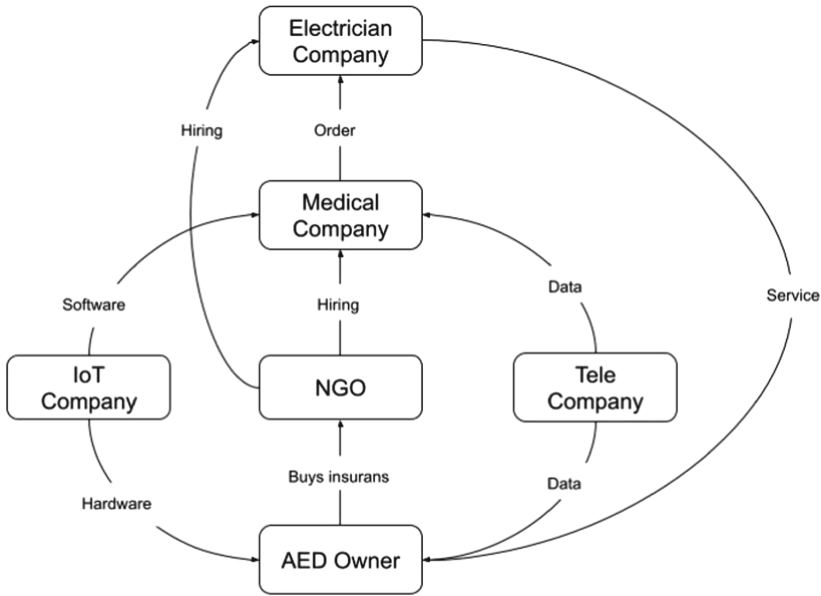 Electrician
Company
Hiring
Order
Medical
Company
Software
Hiring
Data
Service
IoT
Company
NGO
Tele
Company
Hardware
Buys insurans
Data
AED Owner